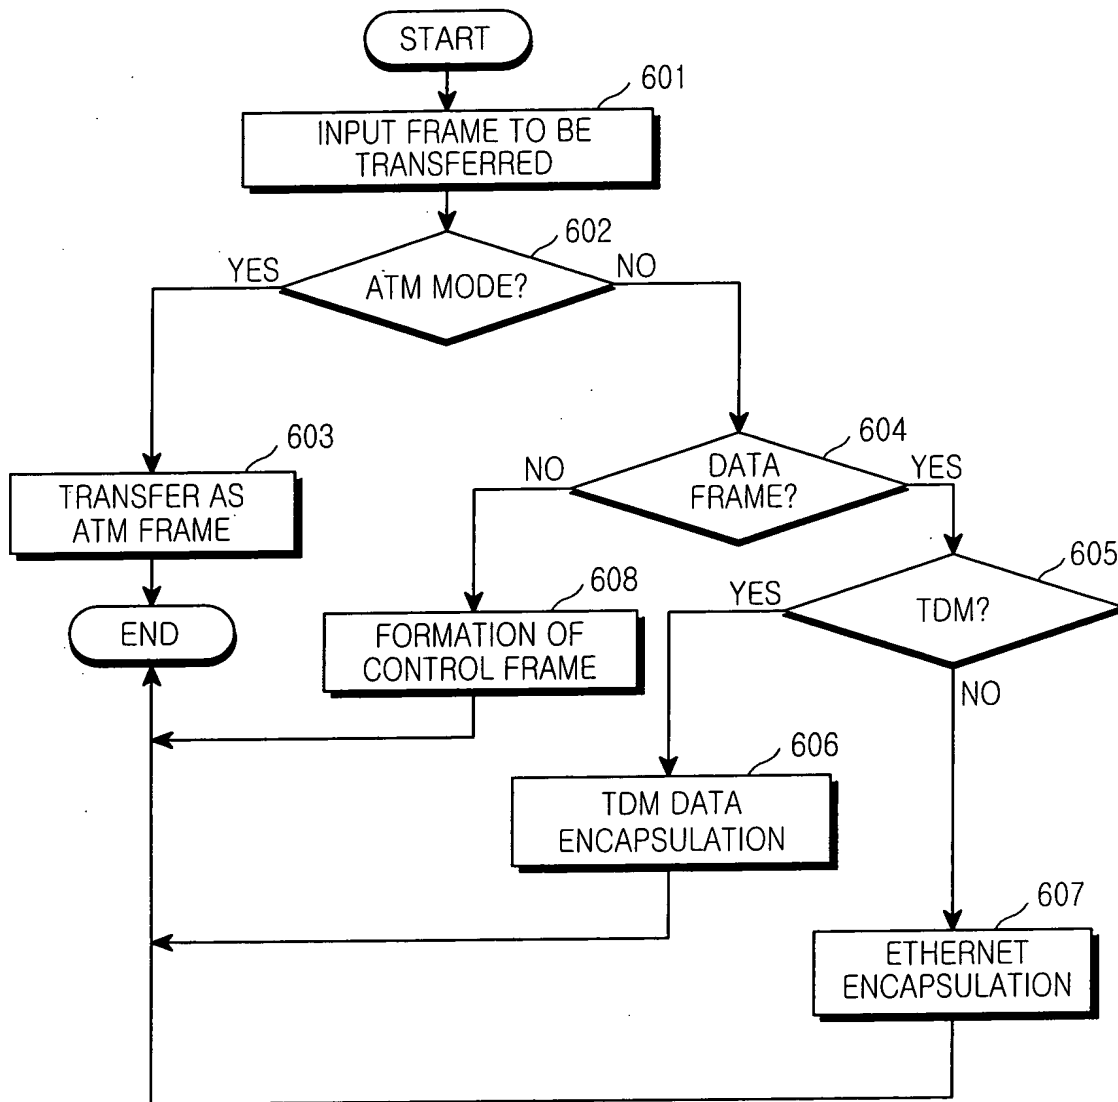 START
601
INPUT FRAME TO BE
TRANSFERRED
602
YES
ATM MODE?
NO
603
TRANSFER AS
ATM FRAME
604
NO
DATA
FRAME?
YES
605
YES
TDM?
NO
END
608
FORMATION OF
CONTROL FRAME
606
TDM DATA
ENCAPSULATION
607
ETHERNET
ENCAPSULATION